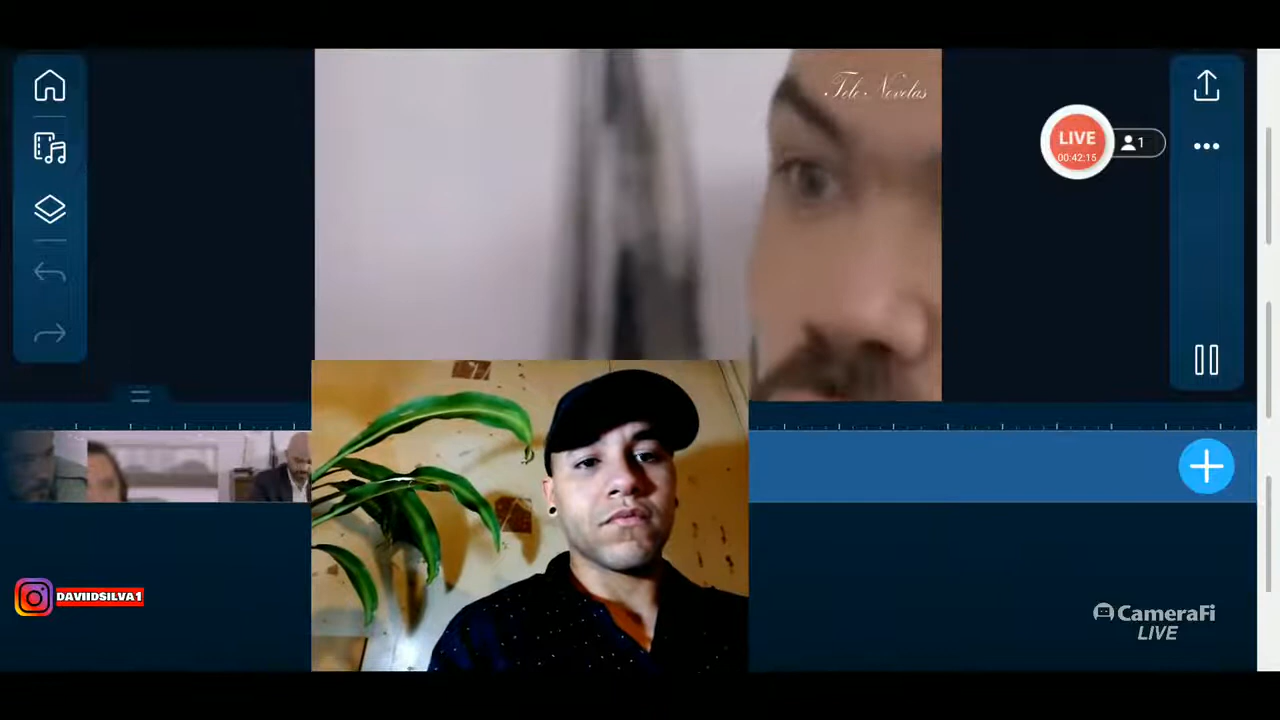 Tele Novelas
LIVE
00:42:15
1
DAVIIDSILVA1
CameraFi
LIVE